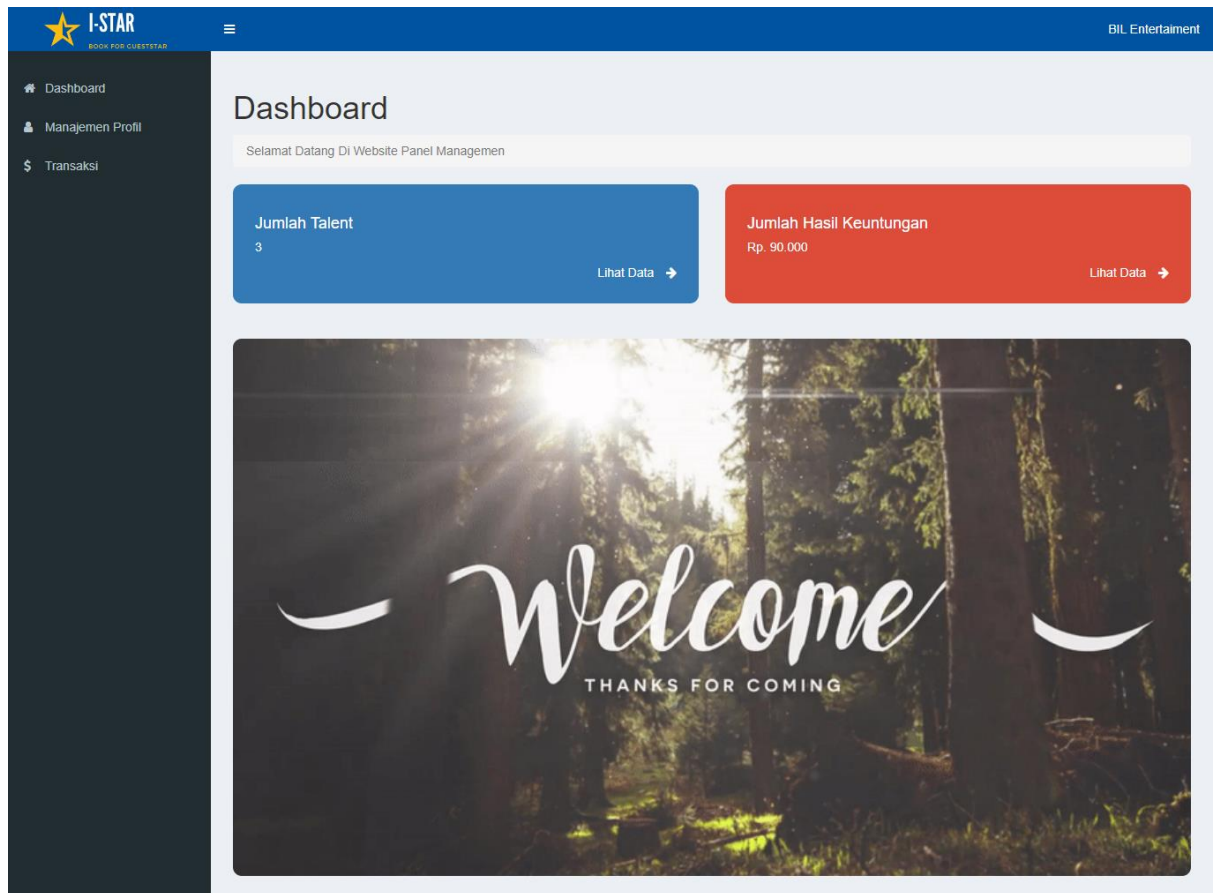 I-STAR
BOOK FOR GUESTSTAR
BIL Entertaiment
Dashboard
Manajemen Profil
$ Transaksi
Dashboard
Selamat Datang Di Website Panel Managemen
Jumlah Talent
3
Lihat Data
Jumlah Hasil Keuntungan
Rp. 90.000
Lihat Data
Welcome
THANKS FOR COMING